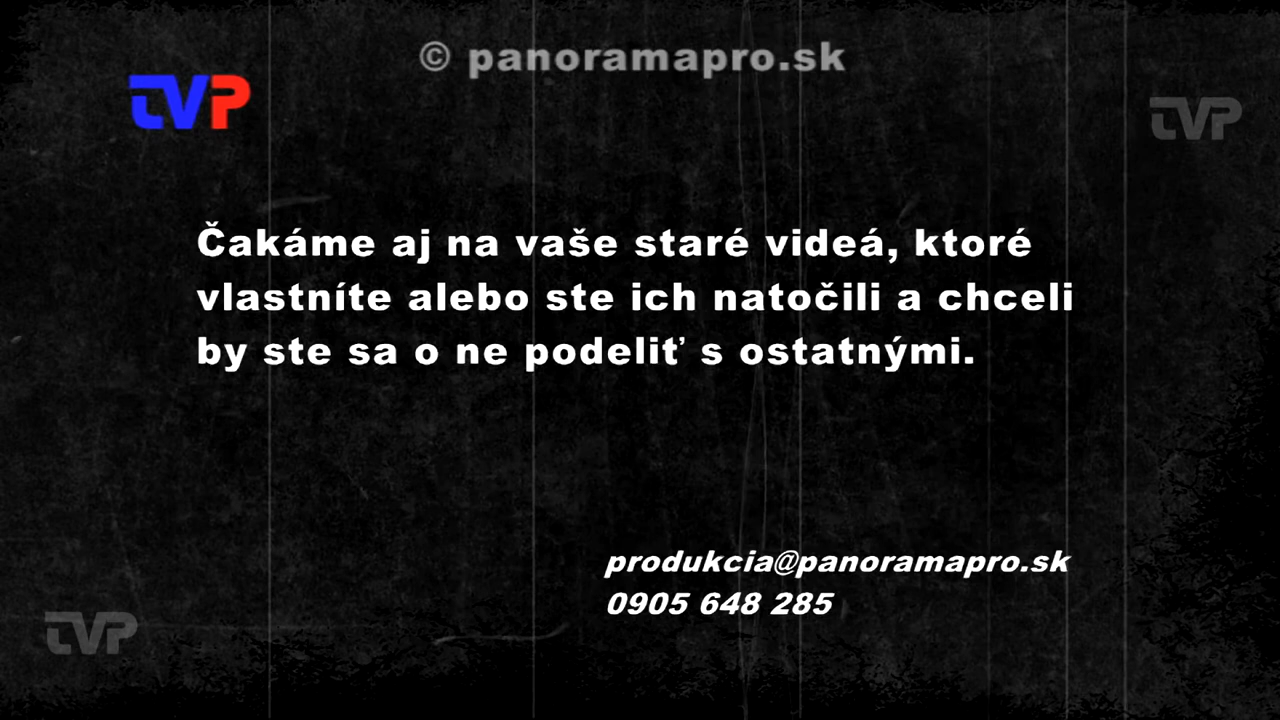 © panoramapro.sk
TVP
TVP
Čakáme aj na vaše staré videá, ktoré
vlastníte alebo ste ich natočili a chceli
by ste sa o ne podeliť s ostatnými.
produkcia@panoramapro.sk
0905 648 285
TVP